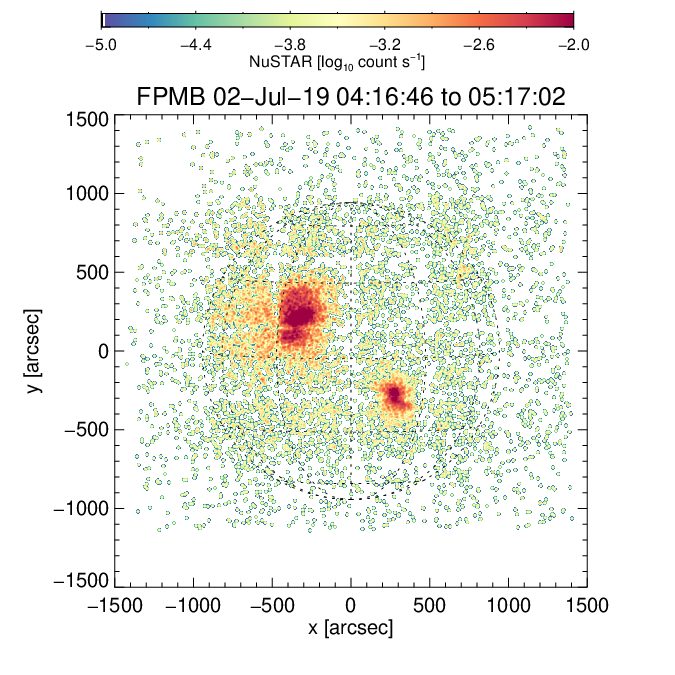 −5.0 −4.4 −3.8 −3.2 −2.6 −2.0
NuSTAR [log10 count s−1]
FPMB 02−Jul−19 04:16:46 to 05:17:02
1500
1000
500
0
−500
−1000
−1500
y [arcsec]
−1500 −1000 −500 0 500 1000 1500
x [arcsec]